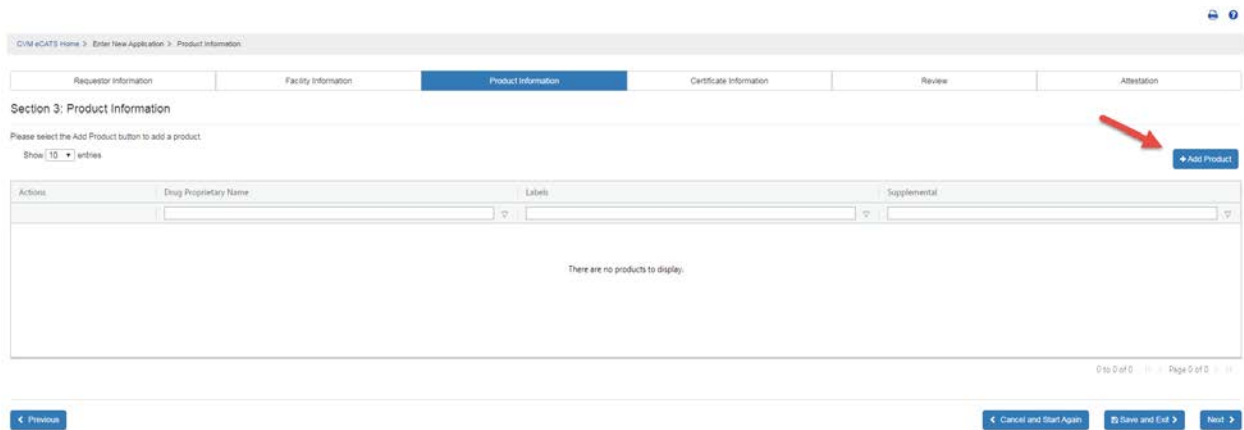 CVM eCATS Home > Enter New Application > Product Information
Requestor Information Facility Information Product Information Certificate Information Review Attestation
Section 3: Product Information
Please select the Add Product button to add a product.
Show 10 entries
+ Add Product
Actions Drug Proprietary Name Labels Supplemental
There are no products to display.
0 to 0 of 0 Page 0 of 0
Previous Cancel and Start Again Save and Exit Next